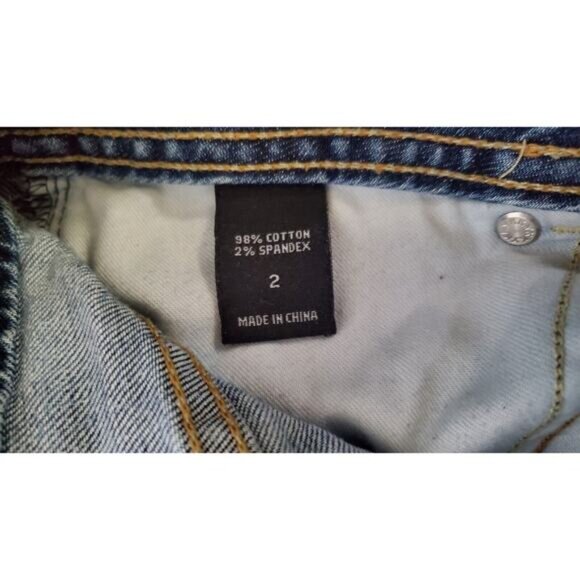 98% COTTON
2% SPANDEX
2
MADE IN CHINA